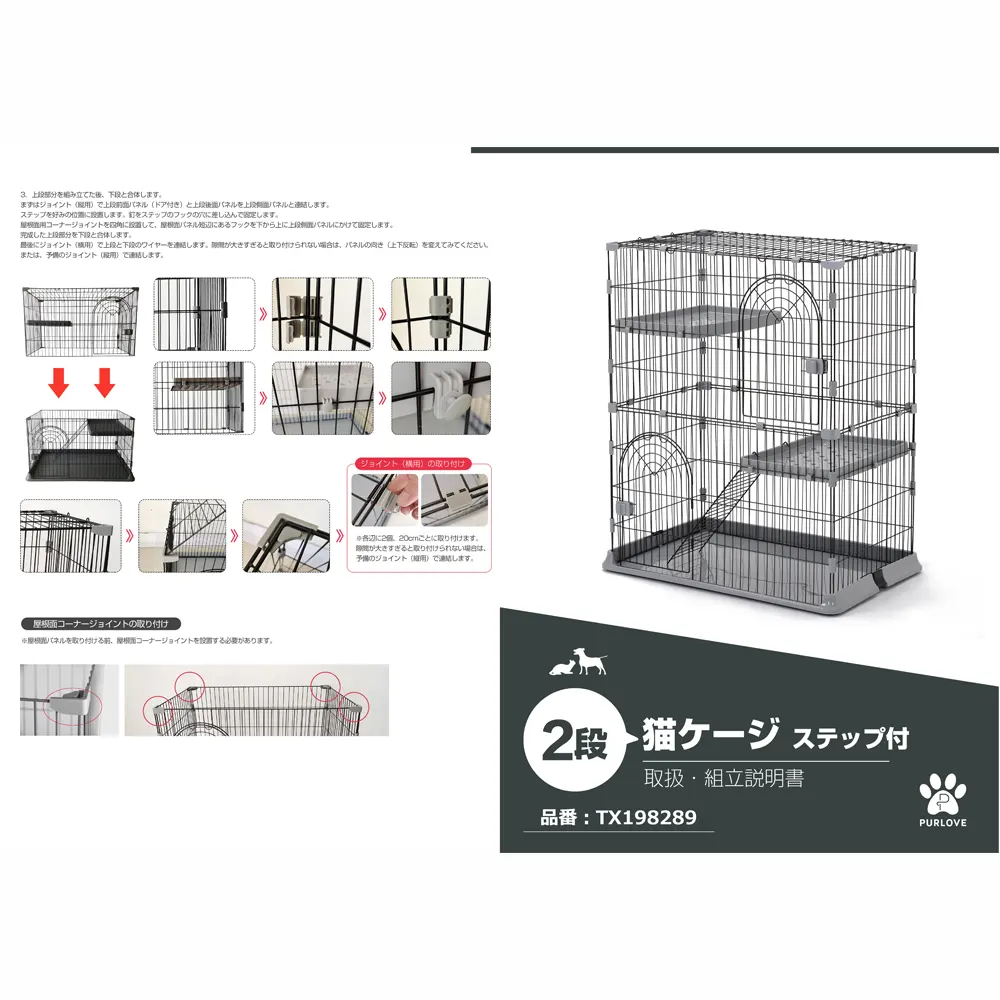 3．上段部分を組み立てた後、下段と合体します。
まずはジョイント（縦用）で上段前面パネル（ドア付き）と上段後面パネルを上段側面パネルと連結します。
ステップを好みの位置に設置します。釘をステップのフックの穴に差し込んで固定します。
屋根面用コーナージョイントを四角に設置して、屋根面パネル短辺にあるフックを下から上に上段側面パネルにかけて固定します。
完成した上段部分を下段と合体します。
最後にジョイント（横用）で上段と下段のワイヤーを連結します。隙間が大きすぎると取り付けられない場合は、パネルの向き（上下反転）を変えてみてください。
または、予備のジョイント（縦用）で連結します。
ジョイント（横用）の取り付け
※各辺に2個、20cmごとに取り付けます。
隙間が大きすぎると取り付けられない場合は、
予備のジョイント（縦用）で連結します。
屋根面コーナージョイントの取り付け
※屋根面パネルを取り付ける前、屋根面コーナージョイントを設置する必要があります。
2段
猫ケージ ステップ付
取扱・組立説明書
品番：TX198289
P
PURLOVE